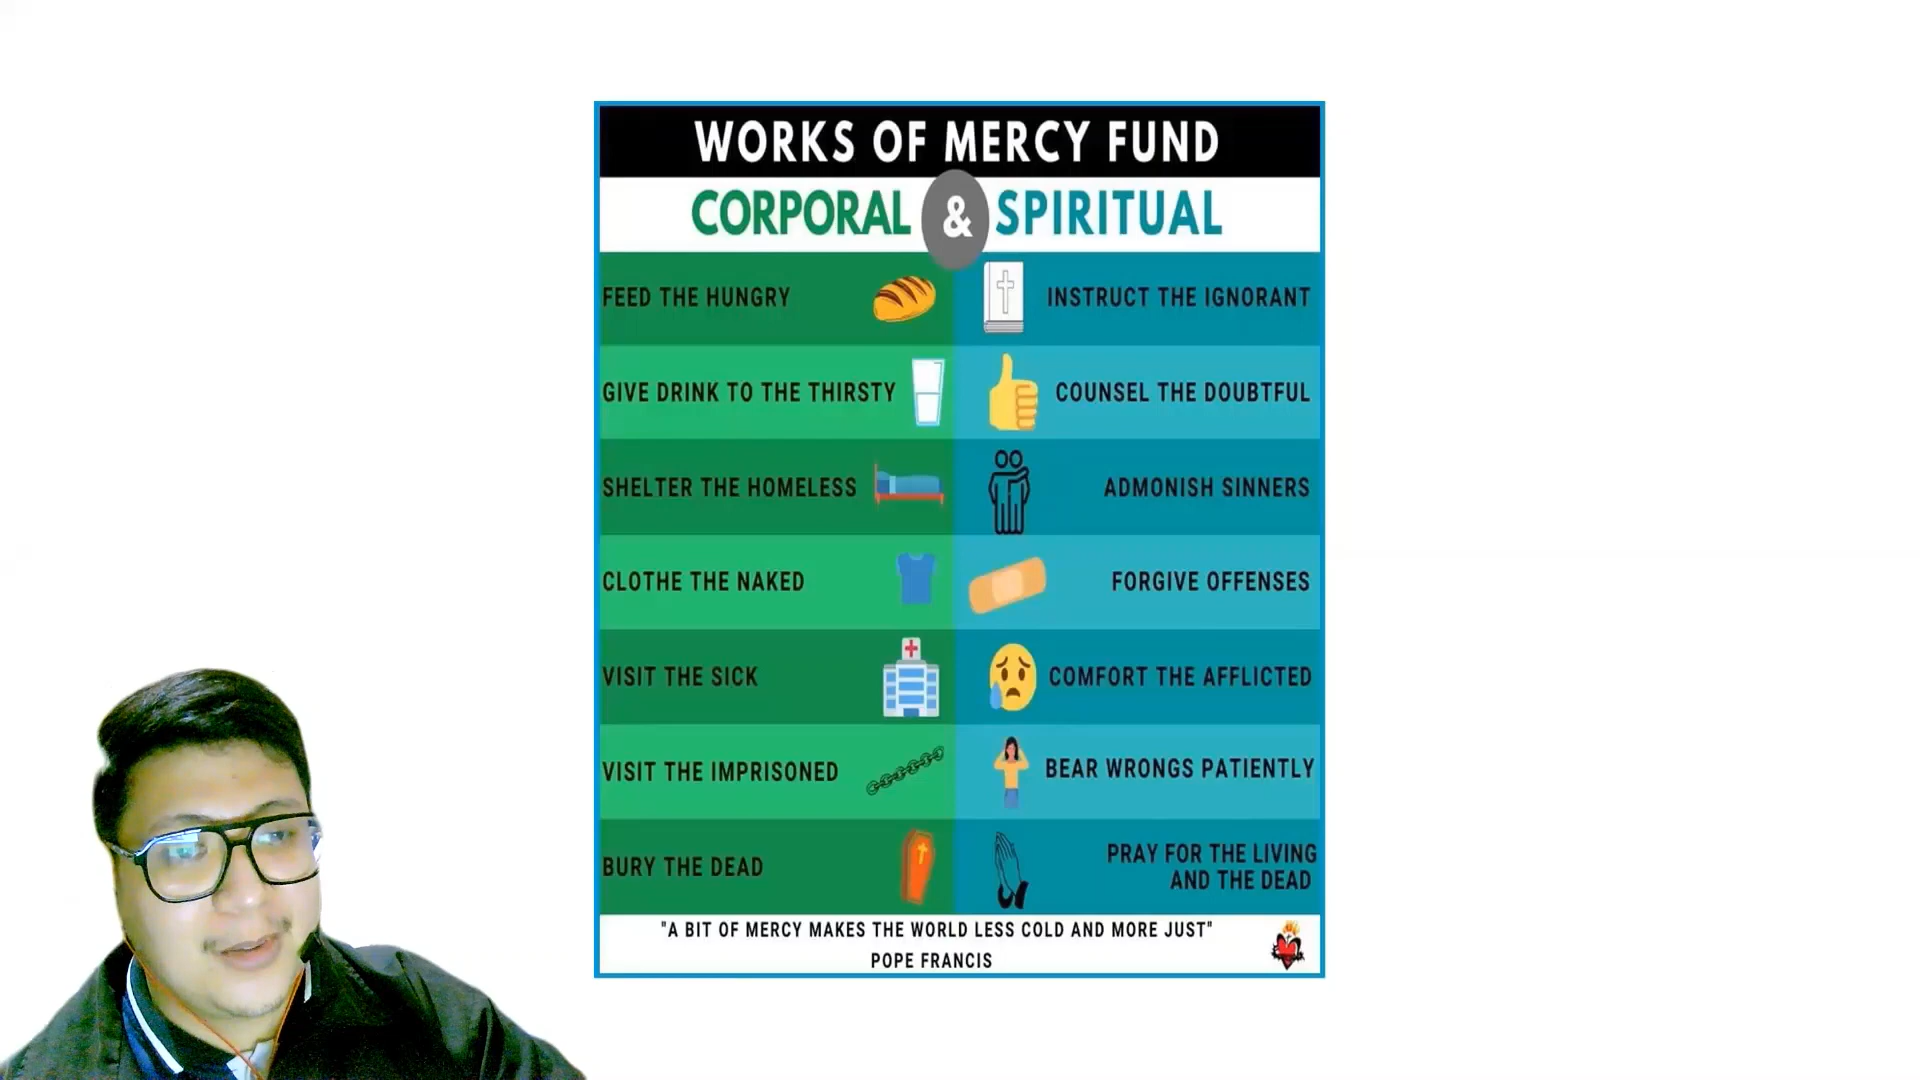 WORKS OF MERCY FUND
CORPORAL & SPIRITUAL
FEED THE HUNGRY
INSTRUCT THE IGNORANT
GIVE DRINK TO THE THIRSTY
COUNSEL THE DOUBTFUL
SHELTER THE HOMELESS
ADMONISH SINNERS
CLOTHE THE NAKED
FORGIVE OFFENSES
VISIT THE SICK
COMFORT THE AFFLICTED
VISIT THE IMPRISONED
BEAR WRONGS PATIENTLY
BURY THE DEAD
PRAY FOR THE LIVING
AND THE DEAD
"A BIT OF MERCY MAKES THE WORLD LESS COLD AND MORE JUST"
POPE FRANCIS